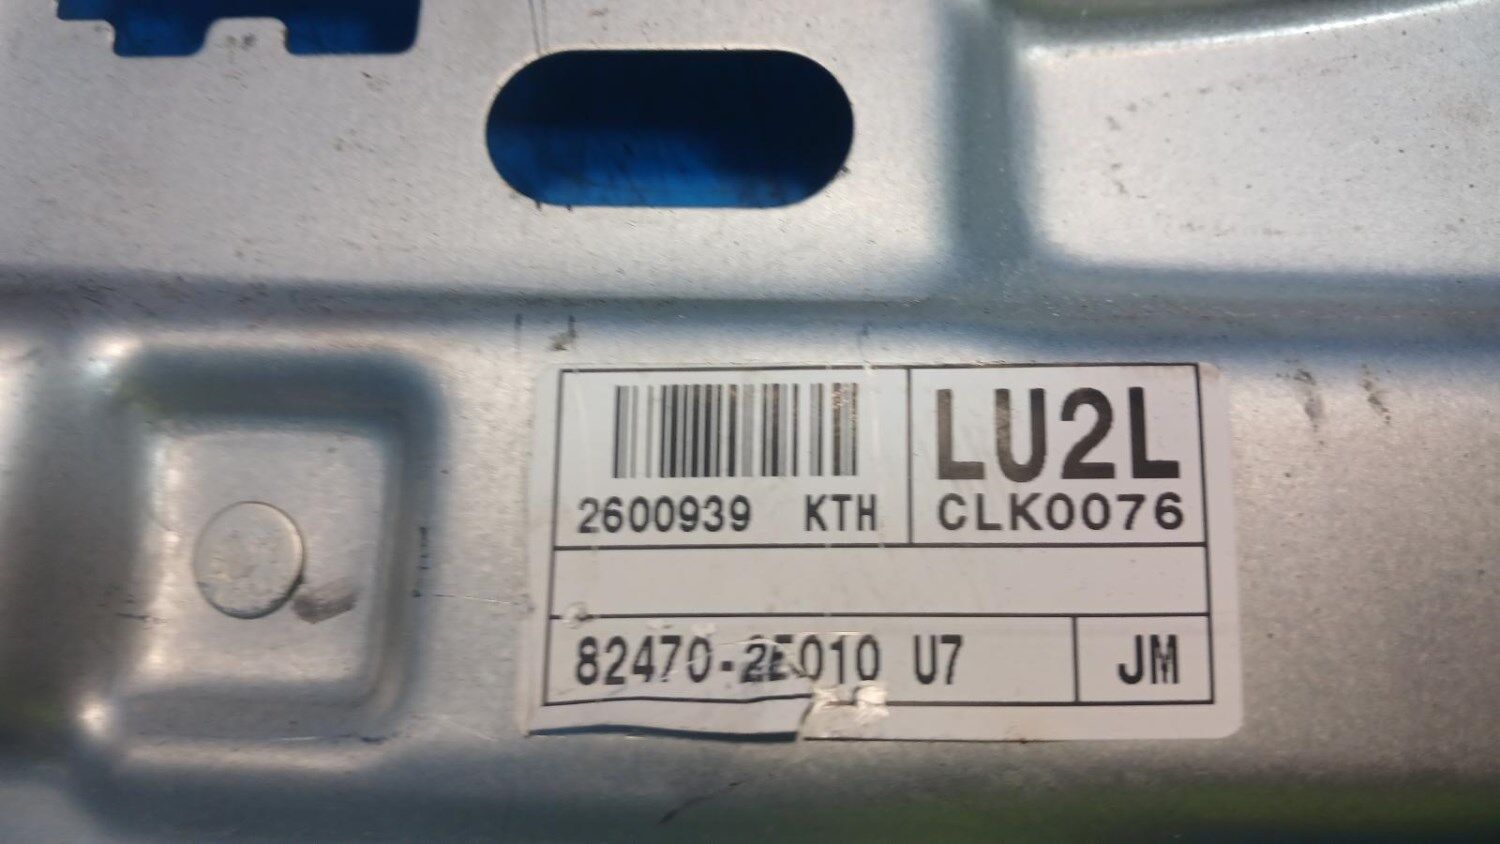 LU2L
2600939 KTH
CLK0076
82470-2E010 U7
JM